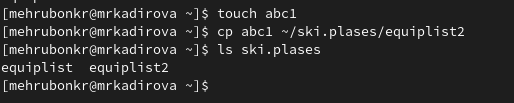 [mehrubonkr@mrkadirova ~]$ touch abc1
[mehrubonkr@mrkadirova ~]$ cp abc1 ~/ski.plases/equiplist2
[mehrubonkr@mrkadirova ~]$ ls ski.plases
equiplist  equiplist2
[mehrubonkr@mrkadirova ~]$